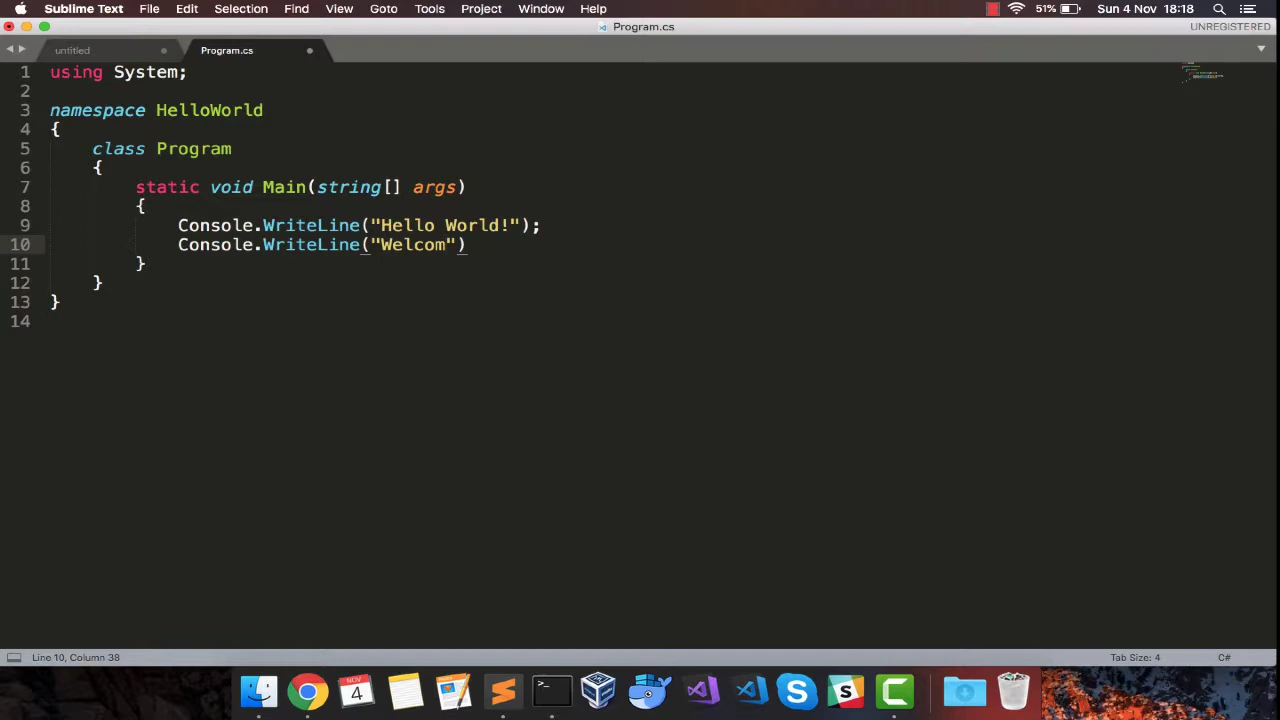 Sublime Text File Edit Selection Find View Goto Tools Project Window Help 51% Sun 4 Nov 18:18
Program.cs UNREGISTERED
untitled Program.cs
1 using System;
2
3 namespace HelloWorld
4 {
5 class Program
6 {
7 static void Main(string[] args)
8 {
9 Console.WriteLine("Hello World!");
10 Console.WriteLine("Welcom")
11 }
12 }
13 }
14
Line 10, Column 38 Tab Size: 4 C#
NOV
4
>_
S
S
C